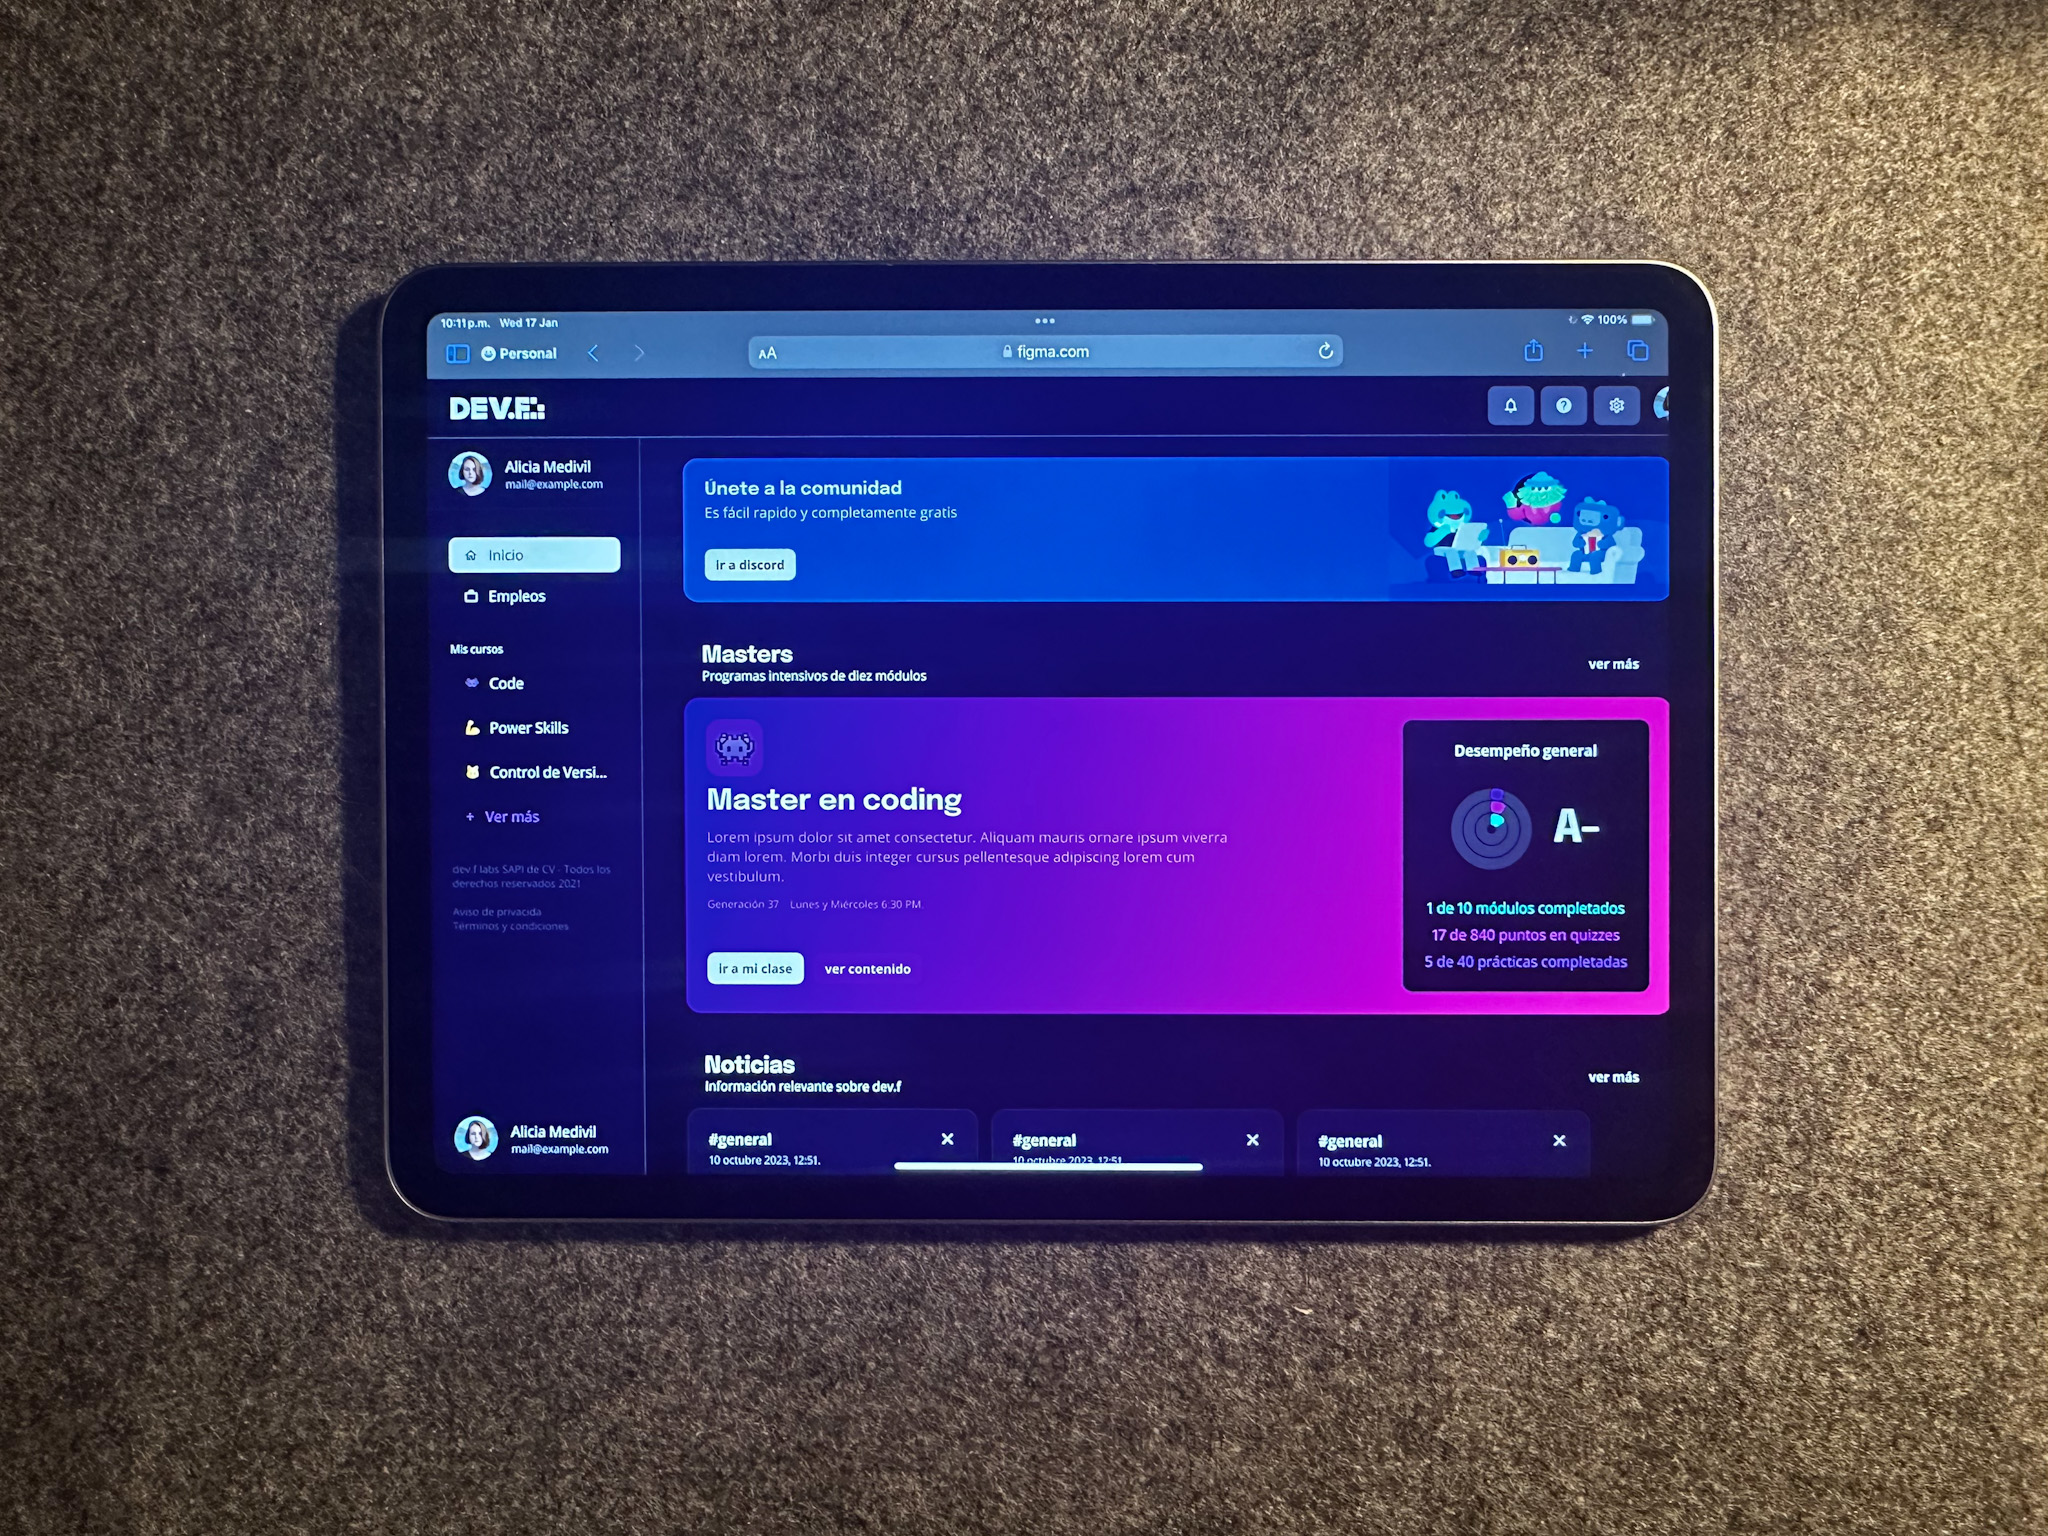 10:11 p.m. Wed 17 Jan
100%
Personal
AA
figma.com
DEV.F.:
Alicia Medivil
mail@example.com
Inicio
Empleos
Mis cursos
Code
Power Skills
Control de Versi...
+ Ver más
dev.f labs SAPI de CV - Todos los
derechos reservados 2021
Aviso de privacida
Términos y condiciones
Alicia Medivil
mail@example.com
Únete a la comunidad
Es fácil rapido y completamente gratis
Ir a discord
Masters
Programas intensivos de diez módulos
ver más
Master en coding
Lorem ipsum dolor sit amet consectetur. Aliquam mauris ornare ipsum viverra
diam lorem. Morbi duis integer cursus pellentesque adipiscing lorem cum
vestibulum.
Generación 37 Lunes y Miércoles 6:30 PM.
Ir a mi clase
ver contenido
Desempeño general
A-
1 de 10 módulos completados
17 de 840 puntos en quizzes
5 de 40 prácticas completadas
Noticias
Información relevante sobre dev.f
ver más
#general
10 octubre 2023, 12:51.
#general
10 octubre 2023, 12:51.
#general
10 octubre 2023, 12:51.